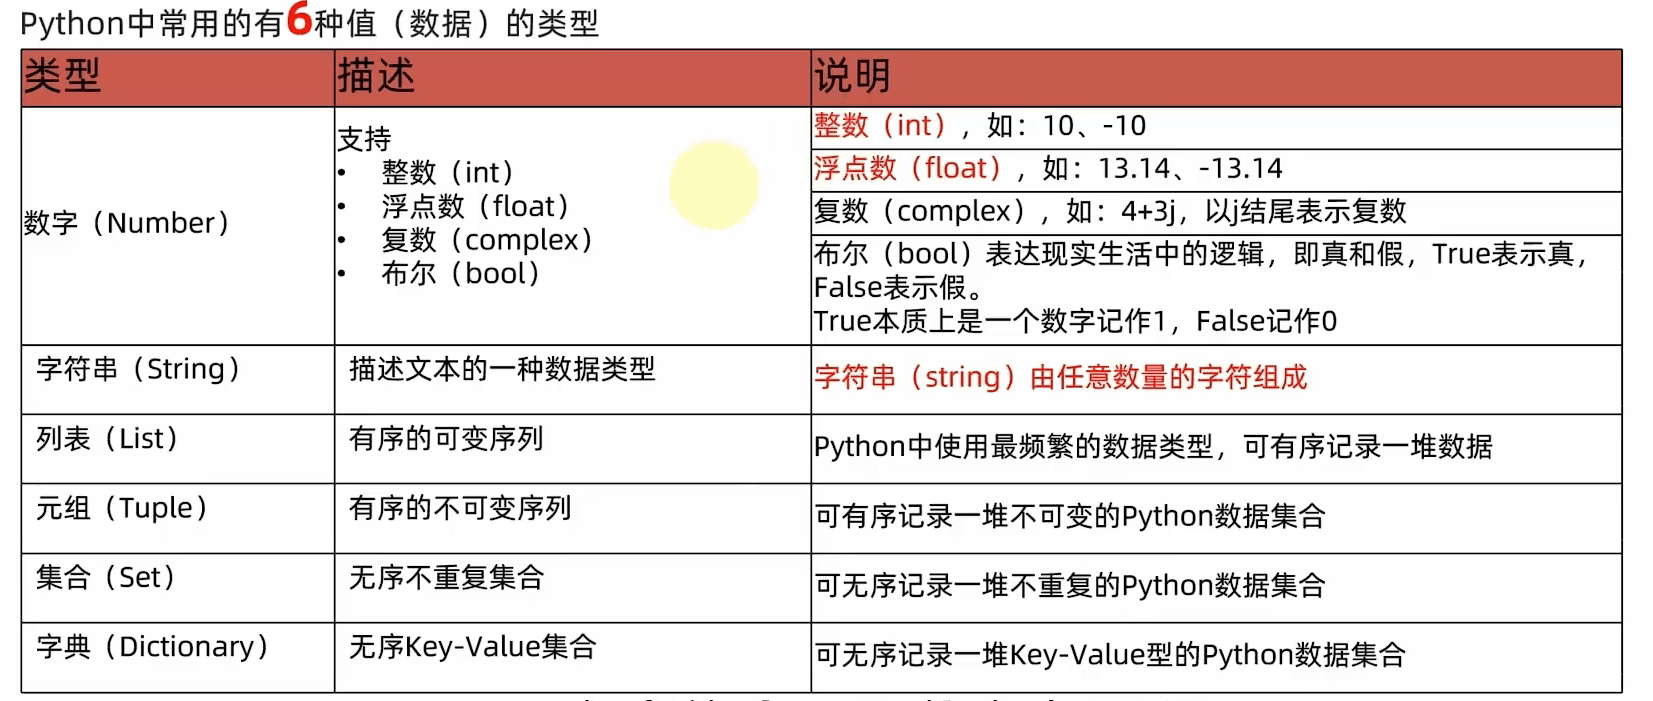 Python中常用的有6种值（数据）的类型
类型
描述
说明
数字（Number）
支持
• 整数（int）
• 浮点数（float）
• 复数（complex）
• 布尔（bool）
整数（int），如：10、-10
浮点数（float），如：13.14、-13.14
复数（complex），如：4+3j，以j结尾表示复数
布尔（bool）表达现实生活中的逻辑，即真和假，True表示真，
False表示假。
True本质上是一个数字记作1，False记作0
字符串（String）
描述文本的一种数据类型
字符串（string）由任意数量的字符组成
列表（List）
有序的可变序列
Python中使用最频繁的数据类型，可有序记录一堆数据
元组（Tuple）
有序的不可变序列
可有序记录一堆不可变的Python数据集合
集合（Set）
无序不重复集合
可无序记录一堆不重复的Python数据集合
字典（Dictionary）
无序Key-Value集合
可无序记录一堆Key-Value型的Python数据集合